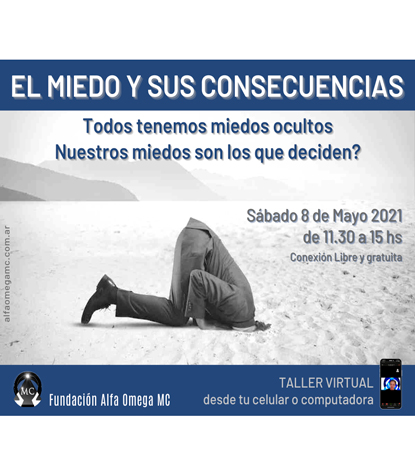 EL MIEDO Y SUS CONSECUENCIAS
Todos tenemos miedos ocultos
Nuestros miedos son los que deciden?
Sábado 8 de Mayo 2021
de 11.30 a 15 hs
Conexión Libre y gratuita
alfaomegamc.com.ar
MC
Fundación Alfa Omega MC
TALLER VIRTUAL
desde tu celular o computadora